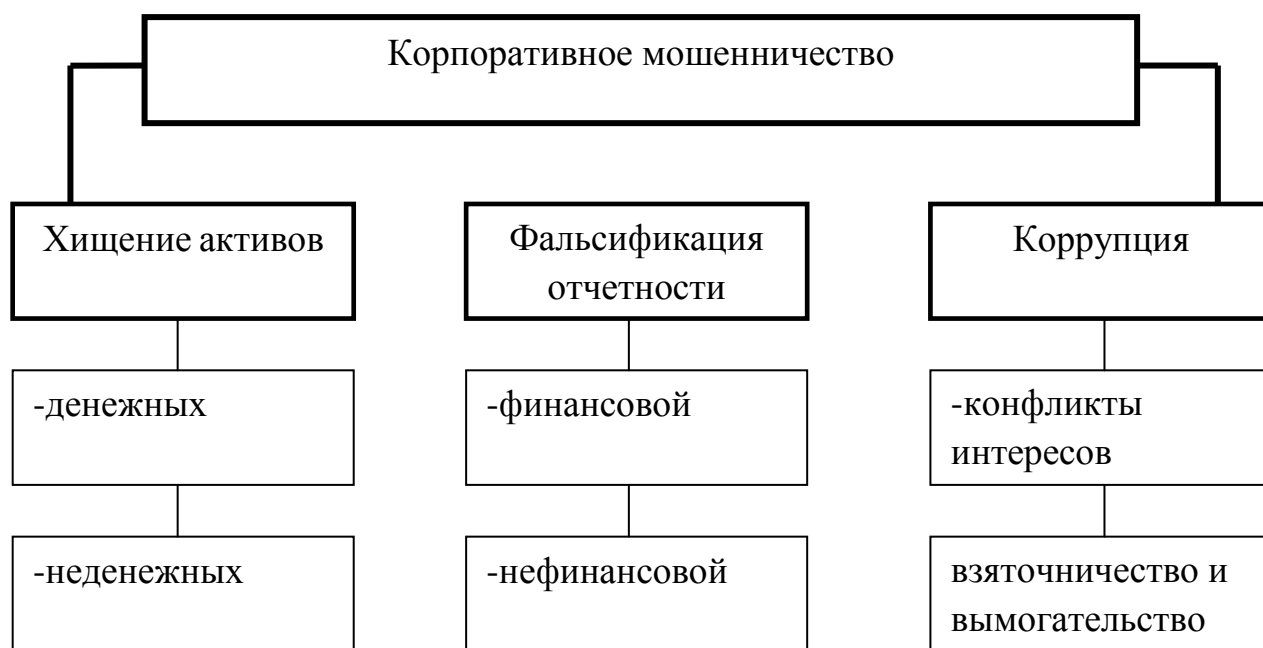 Корпоративное мошенничество
Хищение активов
Фальсификация
отчетности
Коррупция
-денежных
-финансовой
-конфликты
интересов
-неденежных
-нефинансовой
взяточничество и
вымогательство